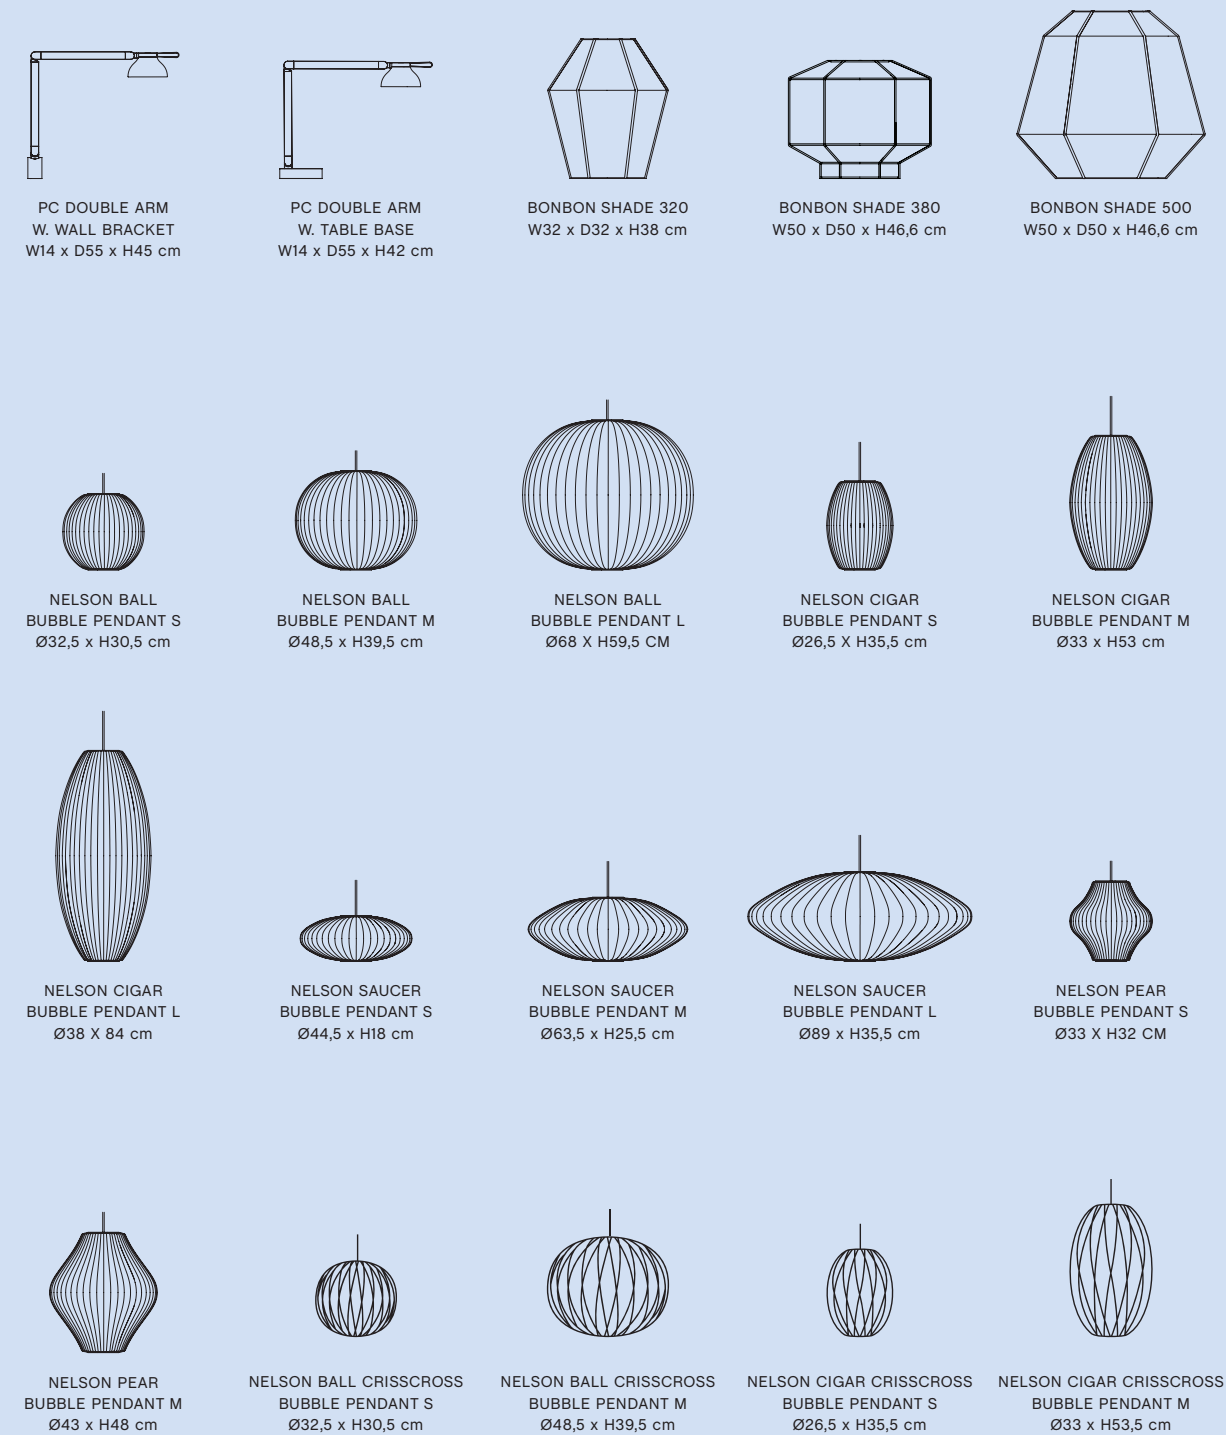 PC DOUBLE ARM
W. WALL BRACKET
W14 x D55 x H45 cm
PC DOUBLE ARM
W. TABLE BASE
W14 x D55 x H42 cm
BONBON SHADE 320
W32 x D32 x H38 cm
BONBON SHADE 380
W50 x D50 x H46,6 cm
BONBON SHADE 500
W50 x D50 x H46,6 cm
NELSON BALL
BUBBLE PENDANT S
Ø32,5 x H30,5 cm
NELSON BALL
BUBBLE PENDANT M
Ø48,5 x H39,5 cm
NELSON BALL
BUBBLE PENDANT L
Ø68 X H59,5 CM
NELSON CIGAR
BUBBLE PENDANT S
Ø26,5 X H35,5 cm
NELSON CIGAR
BUBBLE PENDANT M
Ø33 x H53 cm
NELSON CIGAR
BUBBLE PENDANT L
Ø38 X 84 cm
NELSON SAUCER
BUBBLE PENDANT S
Ø44,5 x H18 cm
NELSON SAUCER
BUBBLE PENDANT M
Ø63,5 x H25,5 cm
NELSON SAUCER
BUBBLE PENDANT L
Ø89 x H35,5 cm
NELSON PEAR
BUBBLE PENDANT S
Ø33 X H32 CM
NELSON PEAR
BUBBLE PENDANT M
Ø43 x H48 cm
NELSON BALL CRISSCROSS
BUBBLE PENDANT S
Ø32,5 x H30,5 cm
NELSON BALL CRISSCROSS
BUBBLE PENDANT M
Ø48,5 x H39,5 cm
NELSON CIGAR CRISSCROSS
BUBBLE PENDANT S
Ø26,5 x H35,5 cm
NELSON CIGAR CRISSCROSS
BUBBLE PENDANT M
Ø33 x H53,5 cm